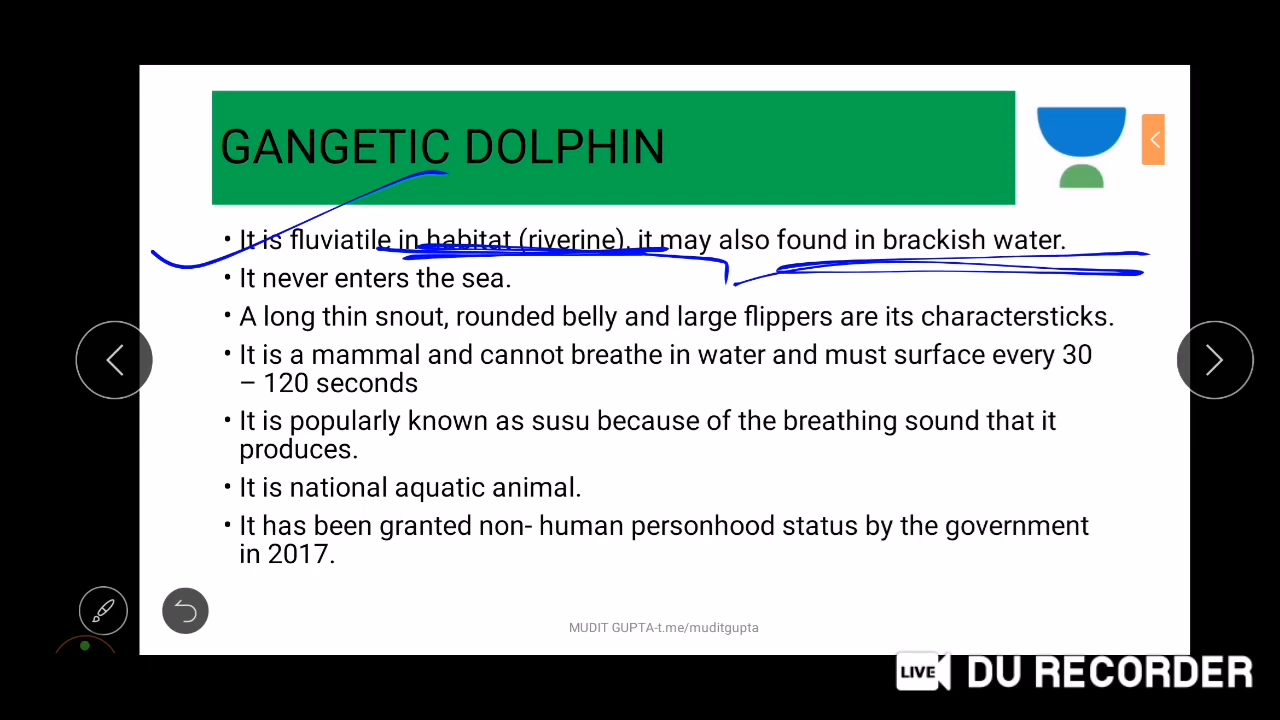 GANGETIC DOLPHIN
• It is fluviatile in habitat (riverine), it may also found in brackish water.
• It never enters the sea.
• A long thin snout, rounded belly and large flippers are its charactersticks.
• It is a mammal and cannot breathe in water and must surface every 30
– 120 seconds
• It is popularly known as susu because of the breathing sound that it
produces.
• It is national aquatic animal.
• It has been granted non- human personhood status by the government
in 2017.
MUDIT GUPTA-t.me/muditgupta
LIVE DU RECORDER